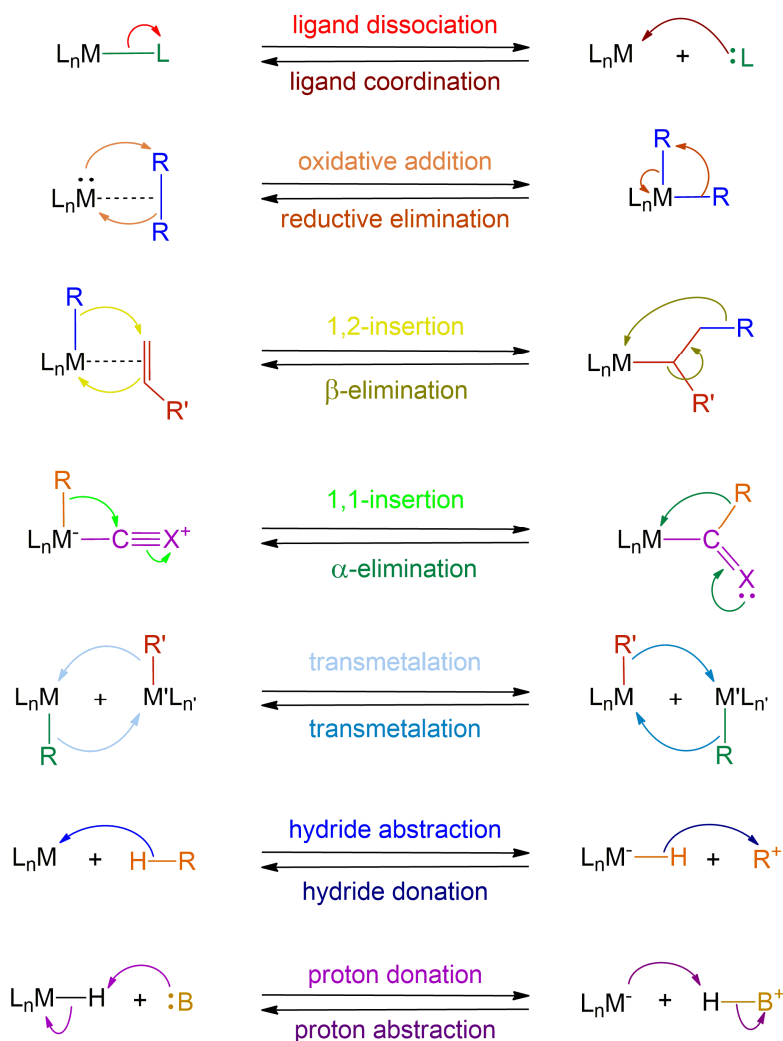 LₙM—L ligand dissociation LₙM + :L
ligand coordination
R oxidative addition R
LₙM LₙM R
R reductive elimination
R 1,2-insertion R
LₙM LₙM
R' β-elimination R'
R 1,1-insertion R
LₙM⁻ C X⁺ LₙM C
α-elimination X
R' transmetalation R'
LₙM + M'Lₙ' LₙM + M'Lₙ'
R transmetalation R
LₙM + H—R hydride abstraction LₙM⁻—H + R⁺
hydride donation
LₙM—H + :B proton donation LₙM⁻ + H—B⁺
proton abstraction